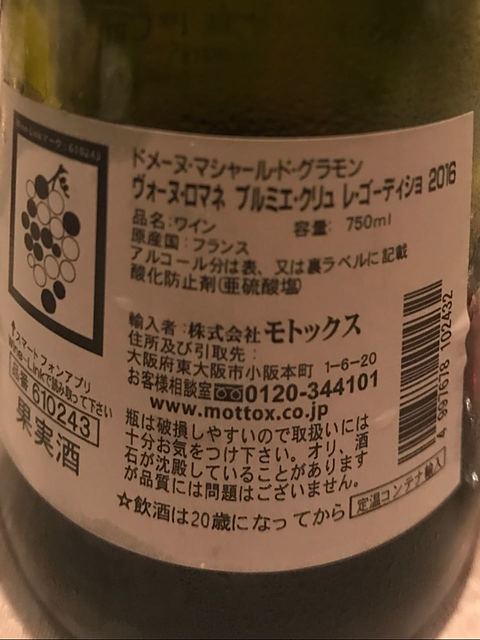 ドメーヌ・マシャール・ド・グラモン
ヴォーヌ・ロマネ プルミエ・クリュ レ・ゴーディショ 2016
品名:ワイン 容量: 750ml
原産国:フランス
アルコール分は表、又は裏ラベルに記載
酸化防止剤(亜硫酸塩)
輸入者:株式会社モトックス
住所及び引取先:
大阪府東大阪市小阪本町 1-6-20
お客様相談室 0120-344101
www.mottox.co.jp
瓶は破損しやすいので取扱いには
十分お気をつけ下さい。オリ、酒
石が沈殿していることがあります
が品質には問題はございません。
☆飲酒は20歳になってから
定温コンテナ輸入
4 991678 102432
610243
スマートフォンアプリ
Wine-Linkで読み取って下さい
品番 610243
果実酒